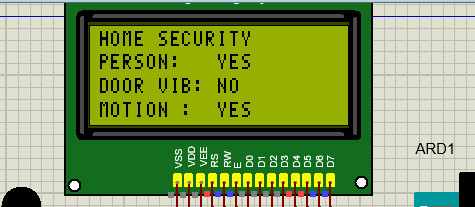 HOME SECURITY
PERSON:   YES
DOOR VIB: NO
MOTION :  YES
VSS
VDD
VEE
RS
RW
E
D0
D1
D2
D3
D4
D5
D6
D7
ARD1